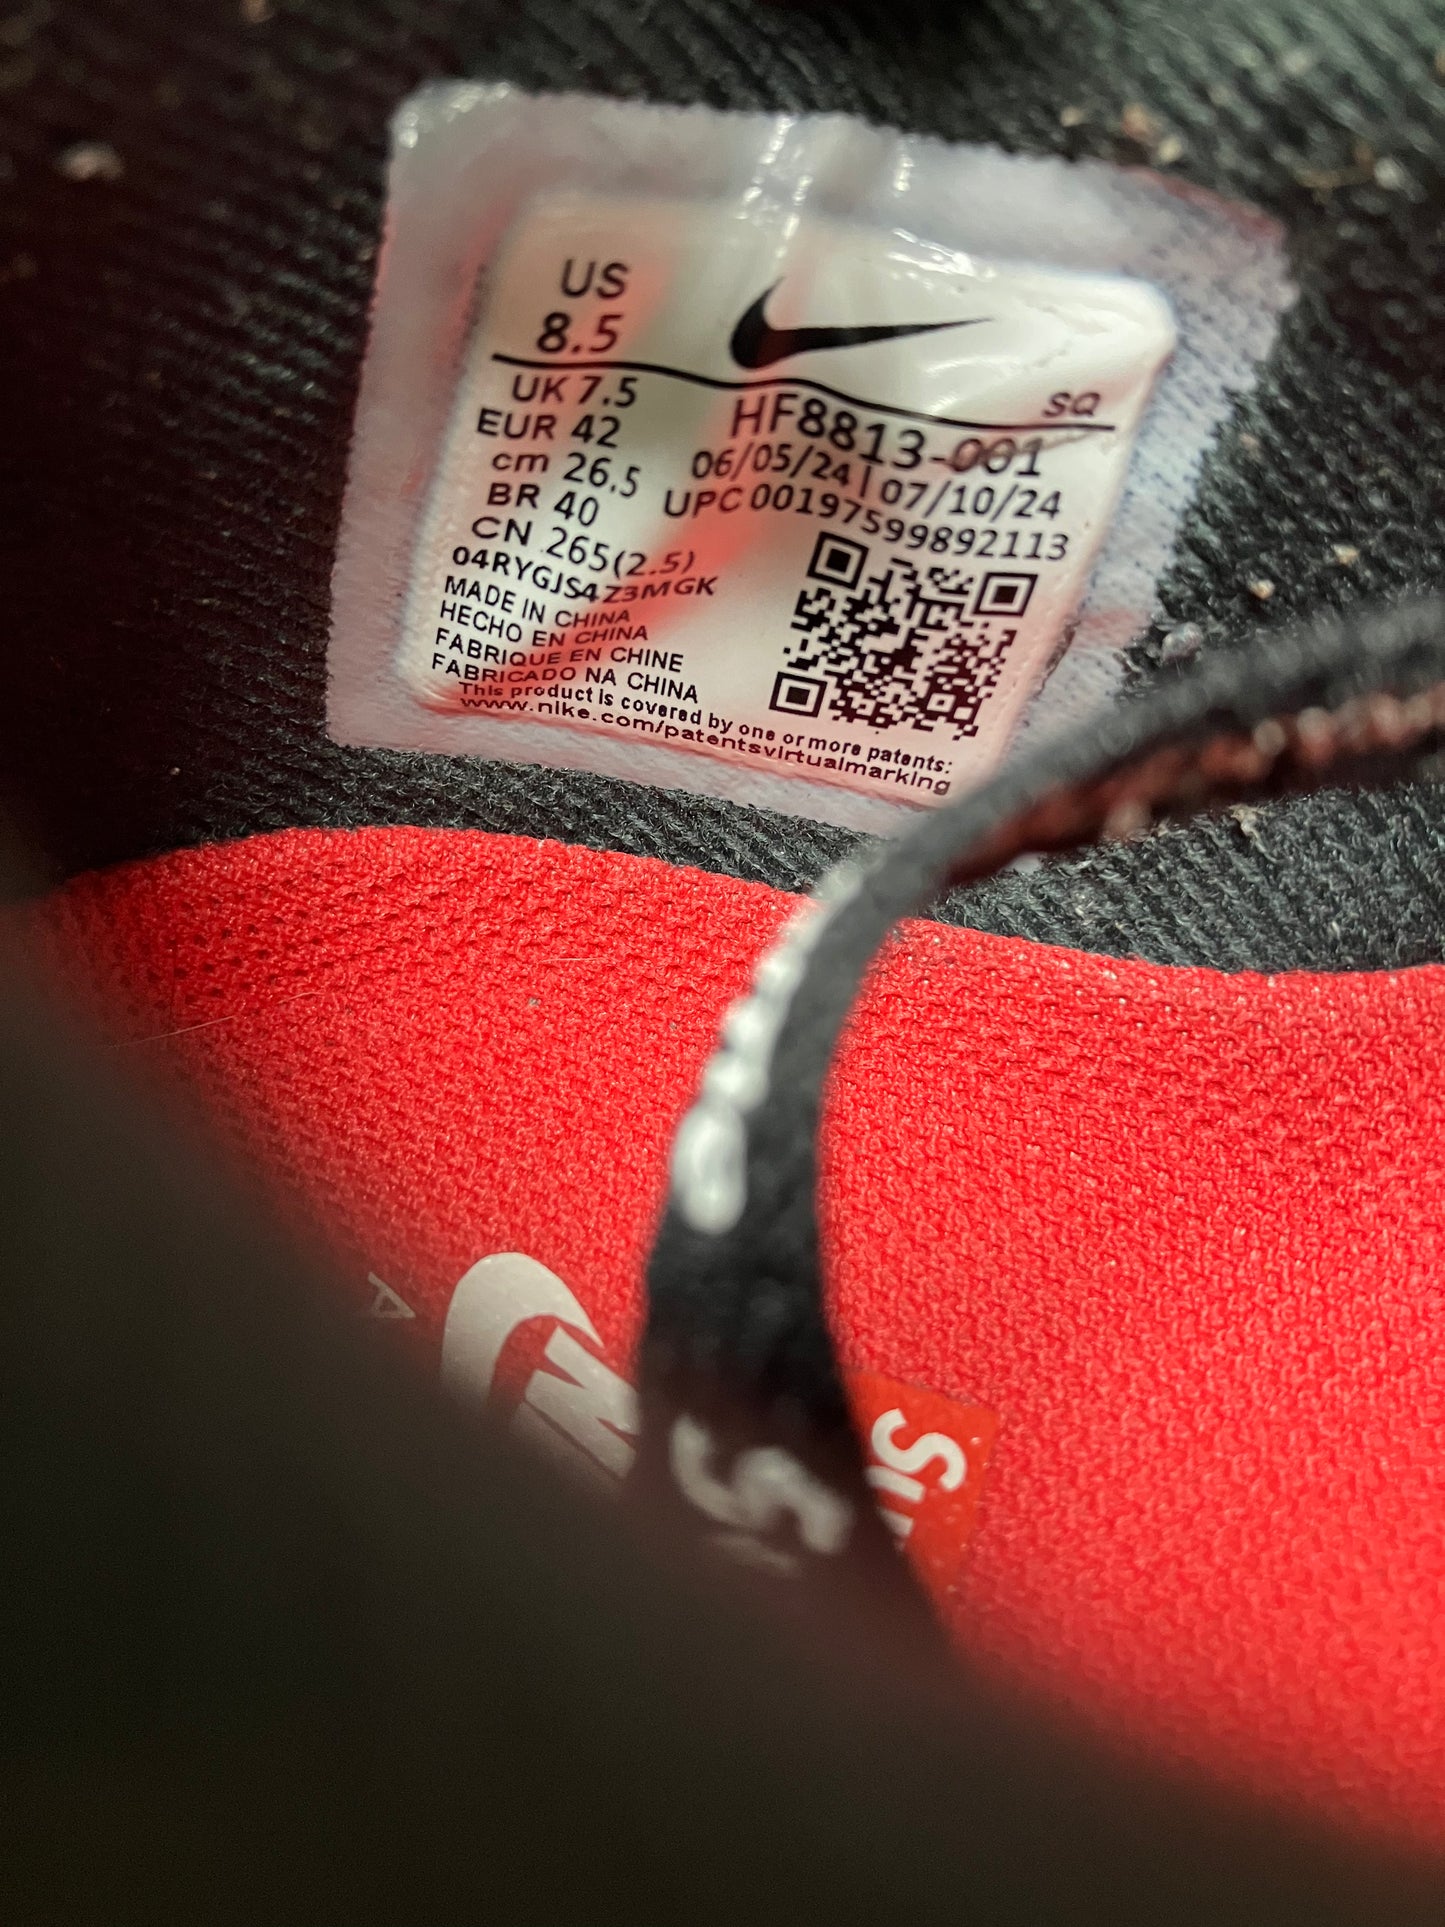 US
8.5
UK 7.5
EUR 42
cm 26.5
BR 40
CN 265(2.5)
SQ
HF8813-001
06/05/24 | 07/10/24
UPC 00197599892113
04RYGJS4Z3MGK
MADE IN CHINA
HECHO EN CHINA
FABRIQUE EN CHINE
FABRICADO NA CHINA
This product is covered by one or more patents:
www.nike.com/patentsvirtualmarking
A
N
Su
S